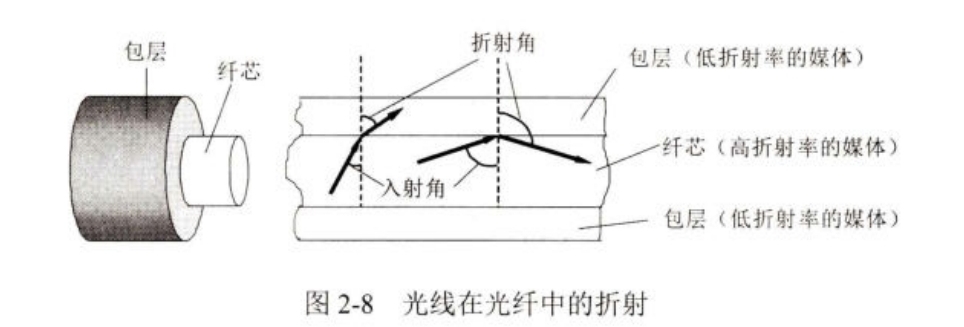 包层
纤芯
折射角
入射角
包层（低折射率的媒体）
纤芯（高折射率的媒体）
包层（低折射率的媒体）
图 2-8 光线在光纤中的折射